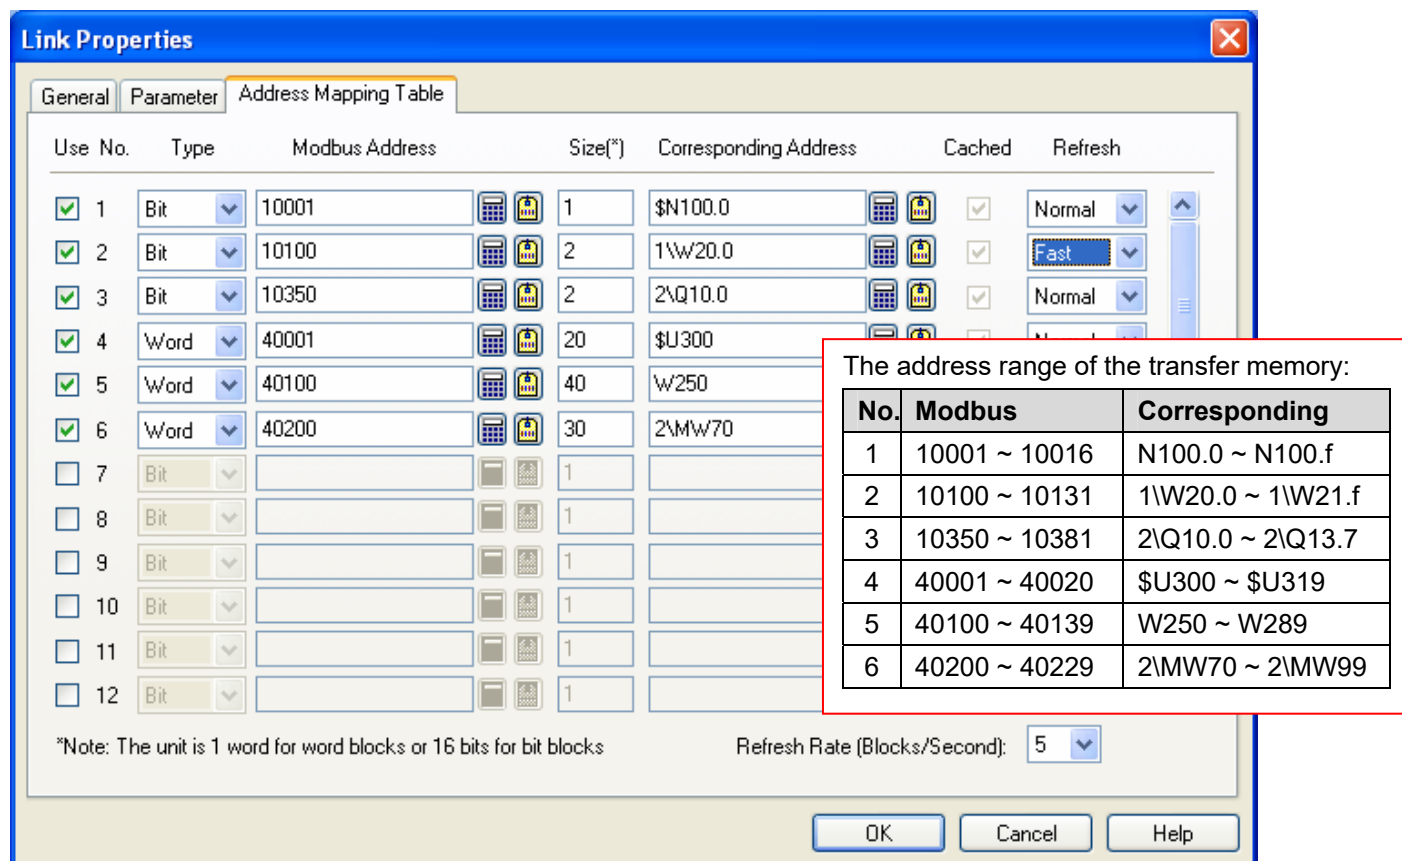 Link Properties
General Parameter Address Mapping Table
Use No. Type Modbus Address Size(*) Corresponding Address Cached Refresh
1 Bit 10001 1 $N100.0 Normal
2 Bit 10100 2 1\W20.0 Fast
3 Bit 10350 2 2\Q10.0 Normal
4 Word 40001 20 $U300
5 Word 40100 40 W250
6 Word 40200 30 2\MW70
7 Bit 1
8 Bit 1
9 Bit 1
10 Bit 1
11 Bit 1
12 Bit 1
*Note: The unit is 1 word for word blocks or 16 bits for bit blocks Refresh Rate (Blocks/Second): 5
OK Cancel Help
The address range of the transfer memory:
No. Modbus Corresponding
1 10001 ~ 10016 N100.0 ~ N100.f
2 10100 ~ 10131 1\W20.0 ~ 1\W21.f
3 10350 ~ 10381 2\Q10.0 ~ 2\Q13.7
4 40001 ~ 40020 $U300 ~ $U319
5 40100 ~ 40139 W250 ~ W289
6 40200 ~ 40229 2\MW70 ~ 2\MW99